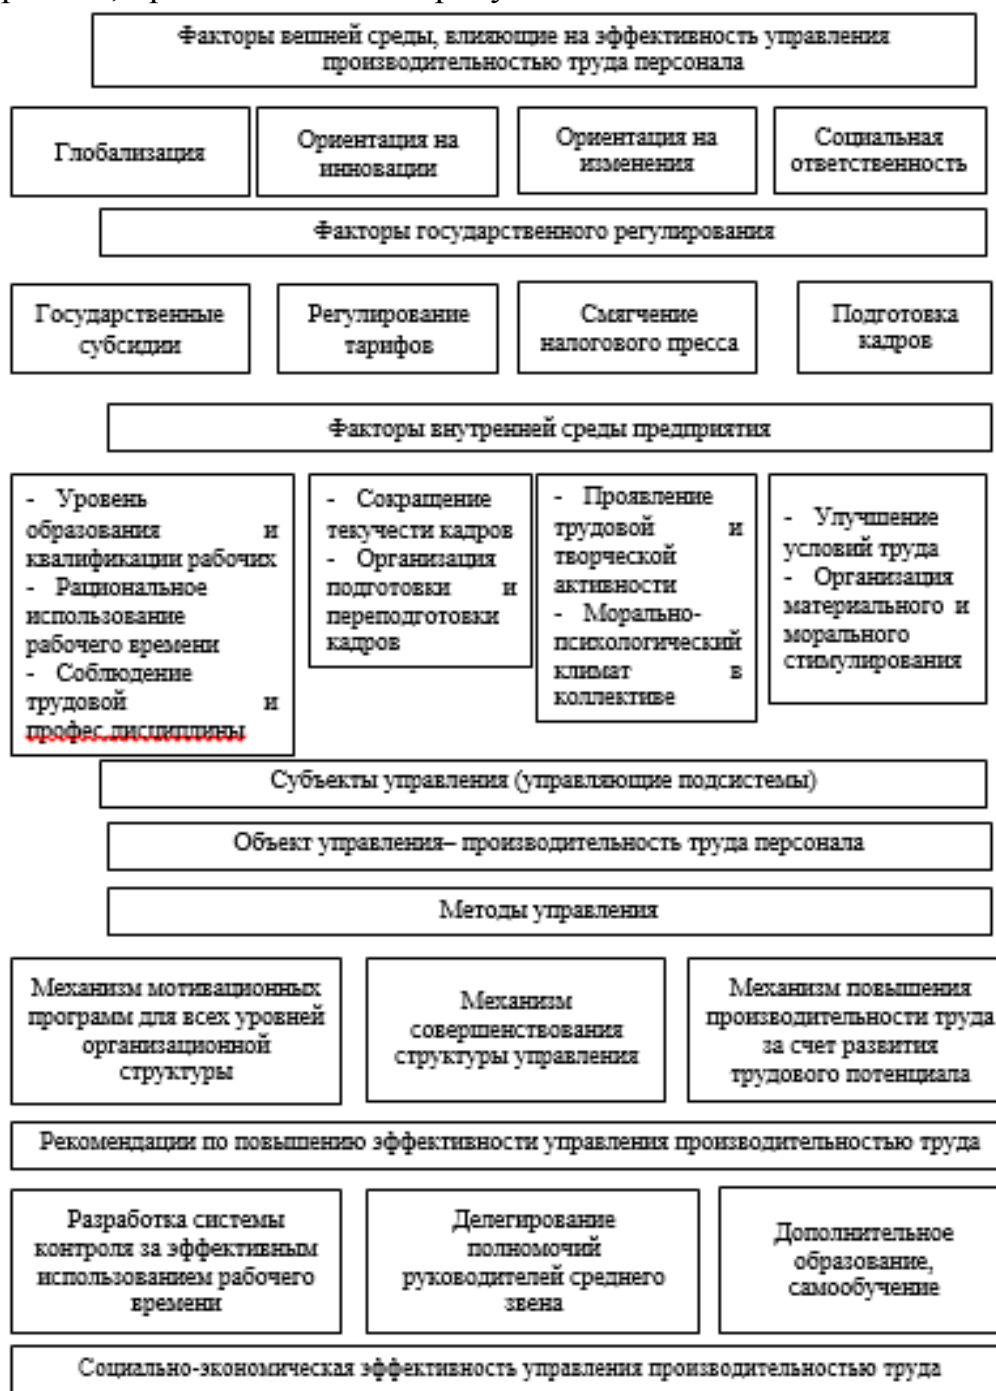 Факторы вешней среды, влияющие на эффективность управления
производительностью труда персонала
Глобализация
Ориентация на
инновации
Ориентация на
изменения
Социальная
ответственность
Факторы государственного регулирования
Государственные
субсидии
Регулирование
тарифов
Смягчение
налогового пресса
Подготовка
кадров
Факторы внутренней среды предприятия
- Уровень
образования и
квалификации рабочих
- Рациональное
использование
рабочего времени
- Соблюдение
трудовой и
профес.дисциплины
- Сокращение
текучести кадров
- Организация
подготовки и
переподготовки
кадров
- Проявление
трудовой и
творческой
активности
- Морально-
психологический
климат в
коллективе
- Улучшение
условий труда
- Организация
материального и
морального
стимулирования
Субъекты управления (управляющие подсистемы)
Объект управления– производительность труда персонала
Методы управления
Механизм мотивационных
программ для всех уровней
организационной
структуры
Механизм
совершенствования
структуры управления
Механизм повышения
производительности труда
за счет развития
трудового потенциала
Рекомендации по повышению эффективности управления производительностью труда
Разработка системы
контроля за эффективным
использованием рабочего
времени
Делегирование
полномочий
руководителей среднего
звена
Дополнительное
образование,
самообучение
Социально-экономическая эффективность управления производительностью труда